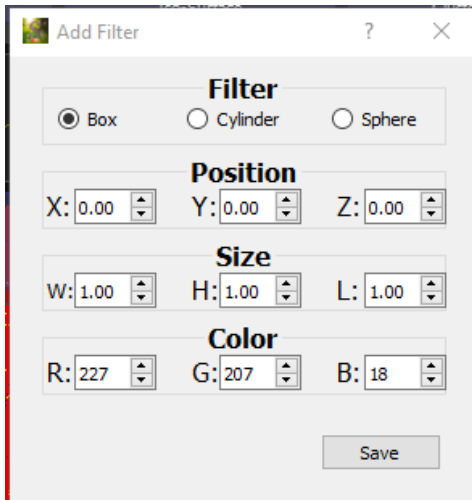 Add Filter ?
Filter
Box Cylinder Sphere
Position
X: 0.00 Y: 0.00 Z: 0.00
Size
W: 1.00 H: 1.00 L: 1.00
Color
R: 227 G: 207 B: 18
Save